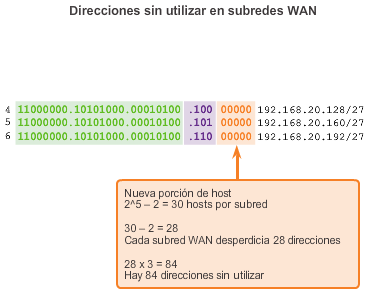 Direcciones sin utilizar en subredes WAN
4 11000000.10101000.00010100 .100 00000 192.168.20.128/27
5 11000000.10101000.00010100 .101 00000 192.168.20.160/27
6 11000000.10101000.00010100 .110 00000 192.168.20.192/27
Nueva porción de host
2^5 – 2 = 30 hosts por subred
30 – 2 = 28
Cada subred WAN desperdicia 28 direcciones
28 x 3 = 84
Hay 84 direcciones sin utilizar